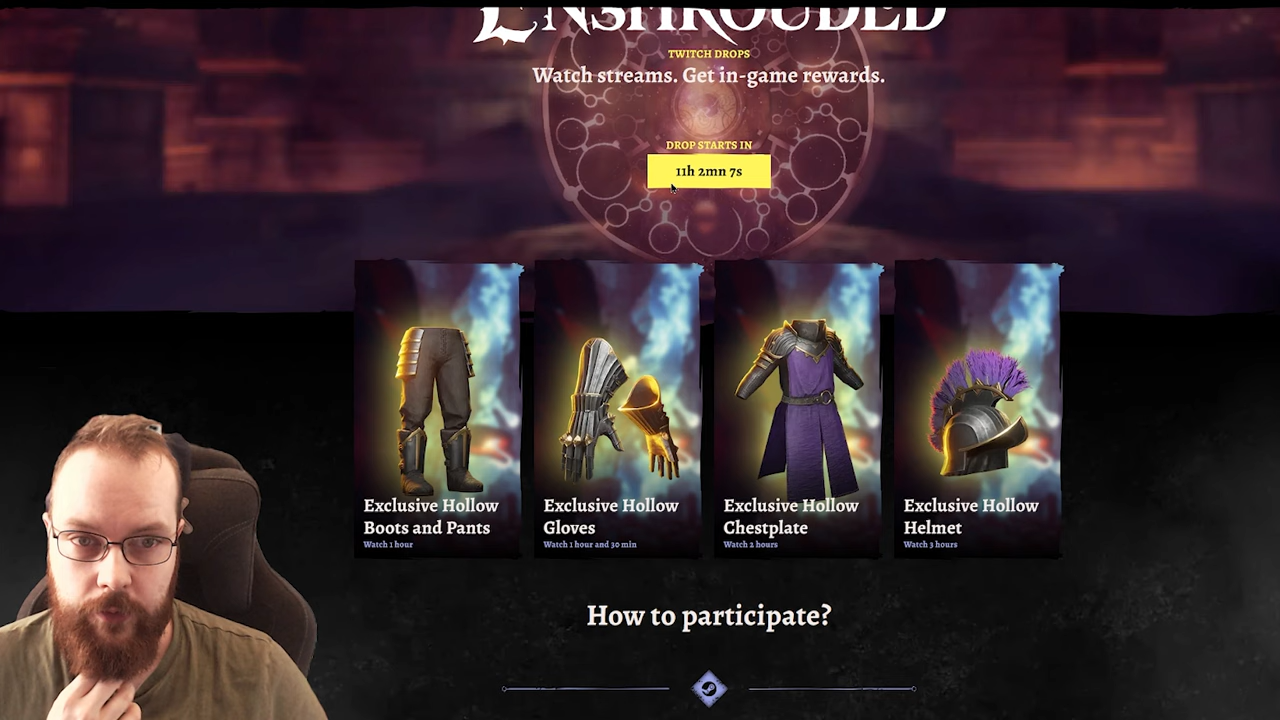 ENSHROUDED
TWITCH DROPS
Watch streams. Get in-game rewards.
DROP STARTS IN
11h 2mn 7s
Exclusive Hollow
Boots and Pants
Watch 1 hour
Exclusive Hollow
Gloves
Watch 1 hour and 30 min
Exclusive Hollow
Chestplate
Watch 2 hours
Exclusive Hollow
Helmet
Watch 3 hours
How to participate?